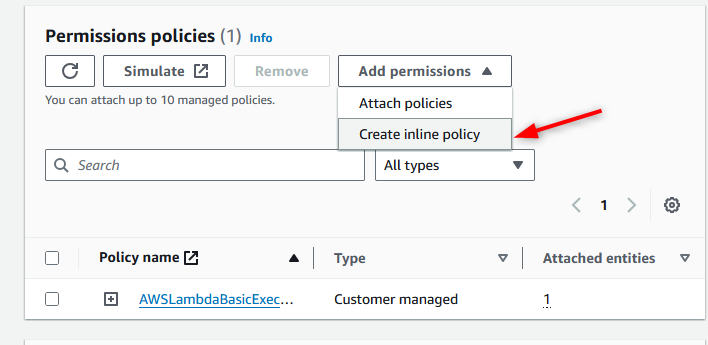 Permissions policies (1) Info
Simulate Remove Add permissions
You can attach up to 10 managed policies.
Attach policies
Create inline policy
Search All types
1
Policy name Type Attached entities
AWSLambdaBasicExec... Customer managed 1